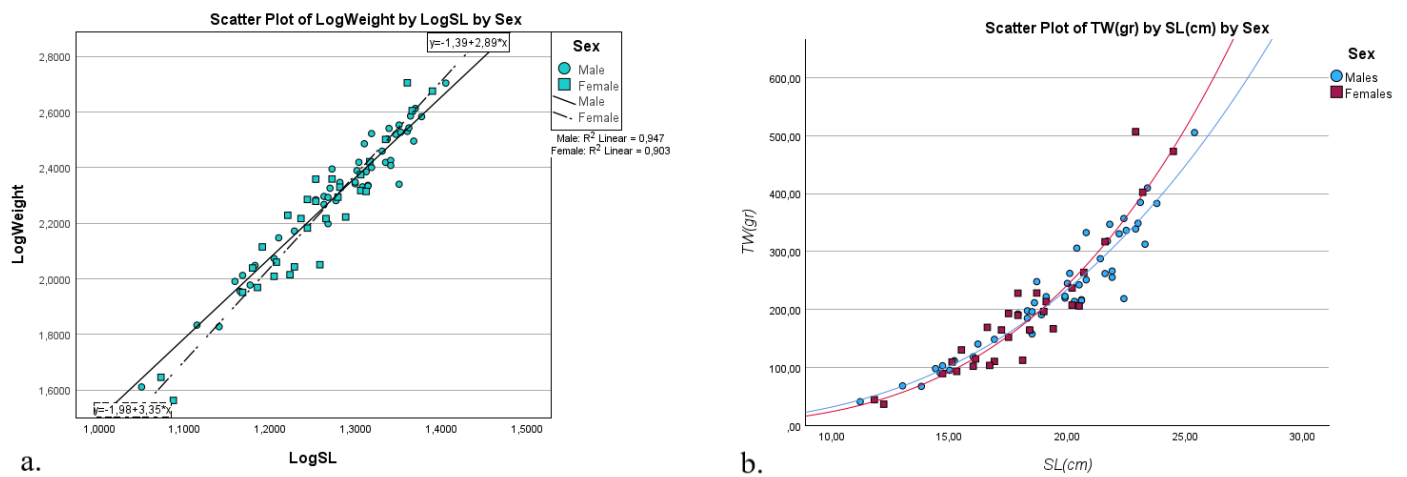 Scatter Plot of LogWeight by LogSL by Sex
y=-1,39+2,89*x
2,8000
2,6000
2,4000
2,2000
2,0000
1,8000
1,6000
LogWeight
y=-1,98+3,35*x
1,0000 1,1000 1,2000 1,3000 1,4000 1,5000
LogSL
Sex
Male
Female
Male
Female
Male: R² Linear = 0,947
Female: R² Linear = 0,903
a.
Scatter Plot of TW(gr) by SL(cm) by Sex
600,00
500,00
400,00
300,00
200,00
100,00
,00
TW(gr)
10,00 15,00 20,00 25,00 30,00
SL(cm)
Sex
Males
Females
b.